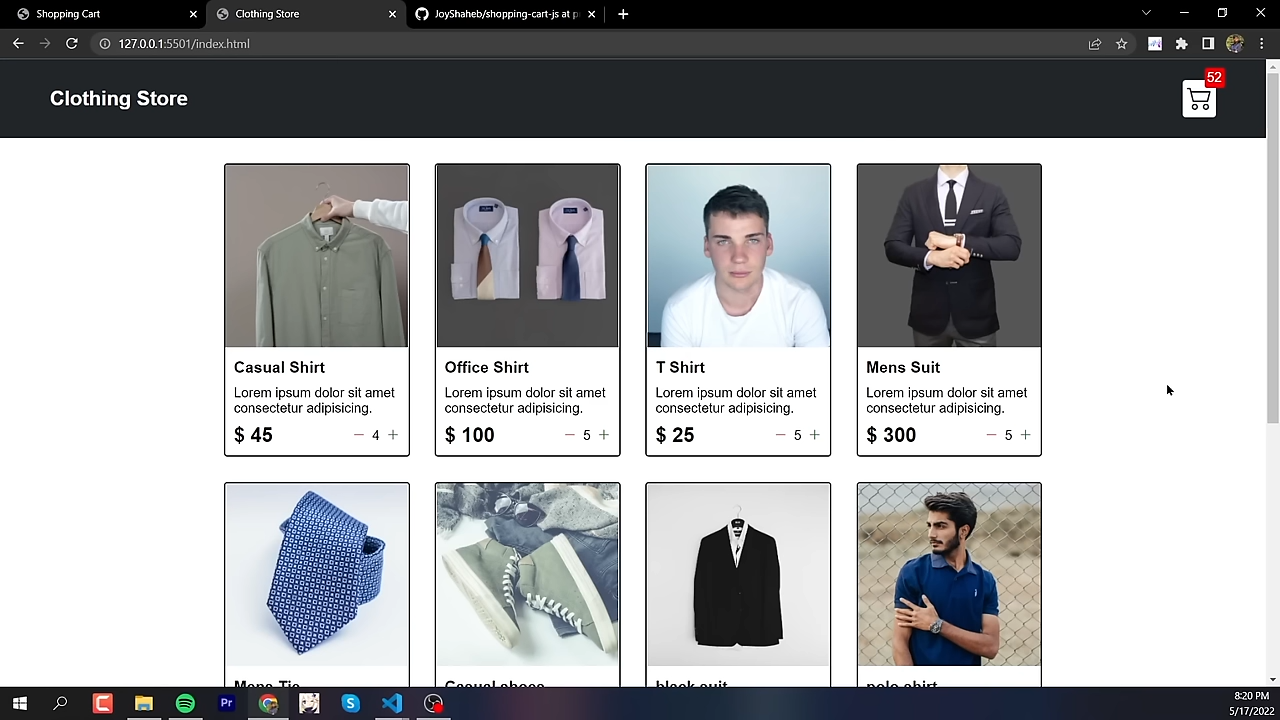 Shopping Cart
Clothing Store
JoyShaheb/shopping-cart-js at p
127.0.0.1:5501/index.html
Clothing Store
52
Casual Shirt
Lorem ipsum dolor sit amet
consectetur adipisicing.
$ 45
4
Office Shirt
Lorem ipsum dolor sit amet
consectetur adipisicing.
$ 100
5
T Shirt
Lorem ipsum dolor sit amet
consectetur adipisicing.
$ 25
5
Mens Suit
Lorem ipsum dolor sit amet
consectetur adipisicing.
$ 300
5
Mens Tie
Casual shoes
black suit
polo shirt
Pr
8:20 PM
5/17/2022